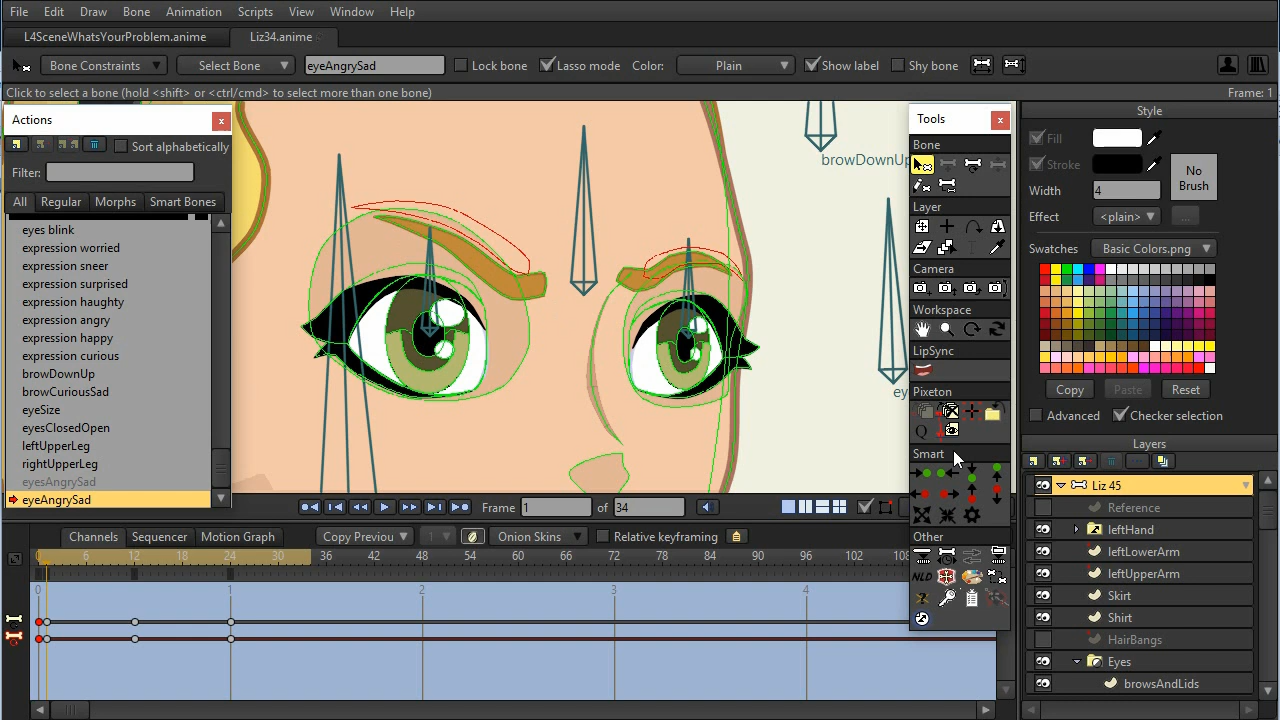 File Edit Draw Bone Animation Scripts View Window Help
L4SceneWhatsYourProblem.anime Liz34.anime
Bone Constraints Select Bone eyeAngrySad Lock bone Lasso mode Color: Plain Show label Shy bone
Click to select a bone (hold <shift> or <ctrl/cmd> to select more than one bone) Frame: 1
Actions
Sort alphabetically
Filter:
All Regular Morphs Smart Bones
eyes blink
expression worried
expression sneer
expression surprised
expression haughty
expression angry
expression happy
expression curious
browDownUp
browCuriousSad
eyeSize
eyesClosedOpen
leftUpperLeg
rightUpperLeg
eyeAngrySad
eyeAngrySad
browDownUp
ey
Tools
Bone
Layer
Camera
Workspace
LipSync
Pixeton
Q
Smart
Other
NLD
Style
Fill
Stroke
No Brush
Width 4
Effect <plain> ...
Swatches Basic Colors.png
Copy Paste Reset
Advanced Checker selection
Layers
Liz 45
Reference
leftHand
leftLowerArm
leftUpperArm
Skirt
Shirt
HairBangs
Eyes
browsAndLids
Frame 1 of 34
Channels Sequencer Motion Graph Copy Previou 1 Onion Skins Relative keyframing
0 6 12 18 24 30 36 42 48 54 60 66 72 78 84 90 96 102 108
0 1 2 3 4